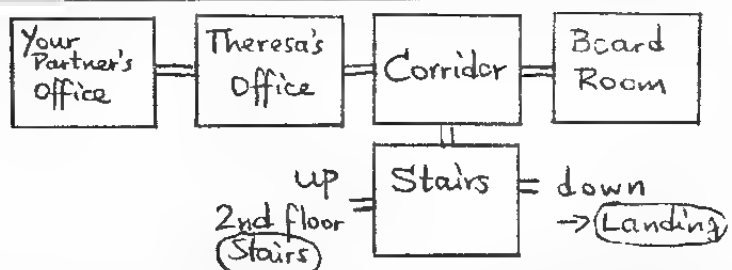 Your
Partner's
Office
Theresa's
Office
Corridor
Board
Room
Stairs
up
2nd floor
Stairs
down
→ Landing